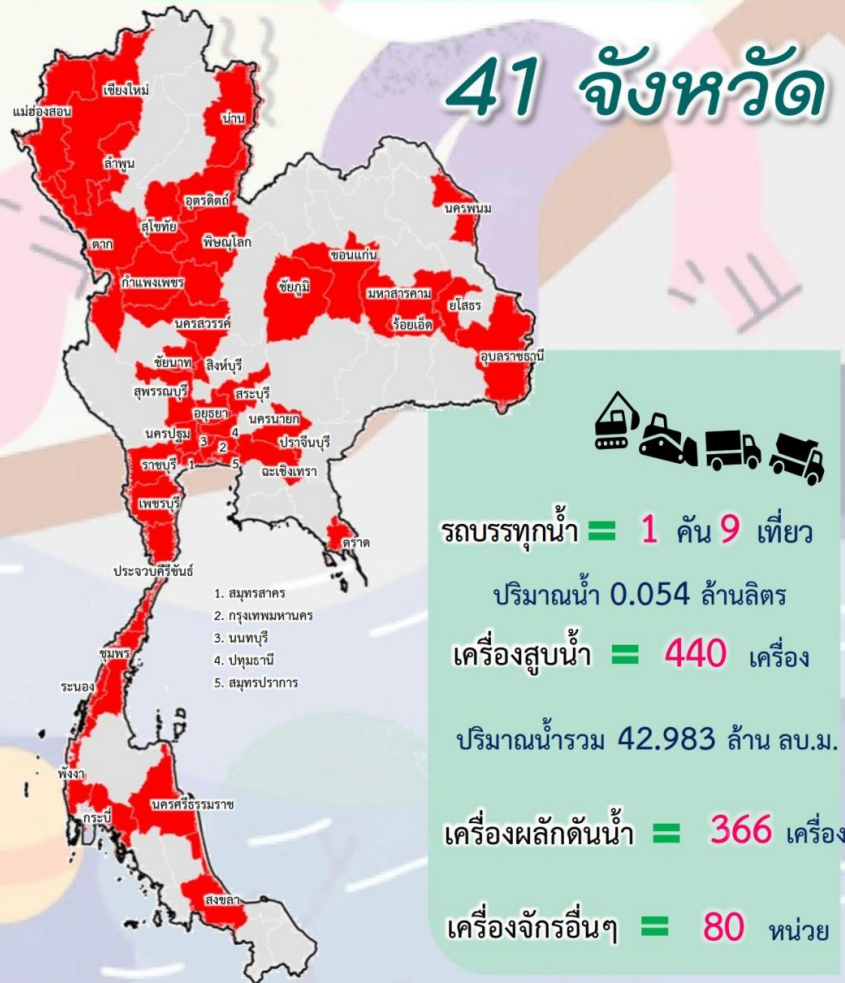 41 จังหวัด
เชียงใหม่
แม่ฮ่องสอน
น่าน
ลำพูน
อุตรดิตถ์
สุโขทัย
ตาก
พิษณุโลก
กำแพงเพชร
นครสวรรค์
นครพนม
ขอนแก่น
ชัยภูมิ
มหาสารคาม
ยโสธร
ร้อยเอ็ด
อุบลราชธานี
ชัยนาท
สิงห์บุรี
สุพรรณบุรี
สระบุรี
อยุธยา
นครนายก
นครปฐม
3
4
2
ปราจีนบุรี
ราชบุรี
1
5
ฉะเชิงเทรา
เพชรบุรี
ตราด
ประจวบคีรีขันธ์
1. สมุทรสาคร
2. กรุงเทพมหานคร
3. นนทบุรี
4. ปทุมธานี
5. สมุทรปราการ
ชุมพร
ระนอง
พังงา
กระบี่
นครศรีธรรมราช
สงขลา
รถบรรทุกน้ำ = 1 คัน 9 เที่ยว
ปริมาณน้ำ 0.054 ล้านลิตร
เครื่องสูบน้ำ = 440 เครื่อง
ปริมาณน้ำรวม 42.983 ล้าน ลบ.ม.
เครื่องผลักดันน้ำ = 366 เครื่อง
เครื่องจักรอื่นๆ = 80 หน่วย